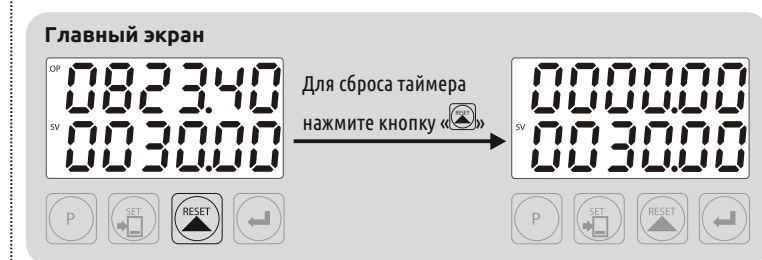 Главный экран
OP 0823.40
SV 0030.00
P SET RESET
Для сброса таймера
нажмите кнопку «RESET»
0000.00
SV 0030.00
P SET RESET